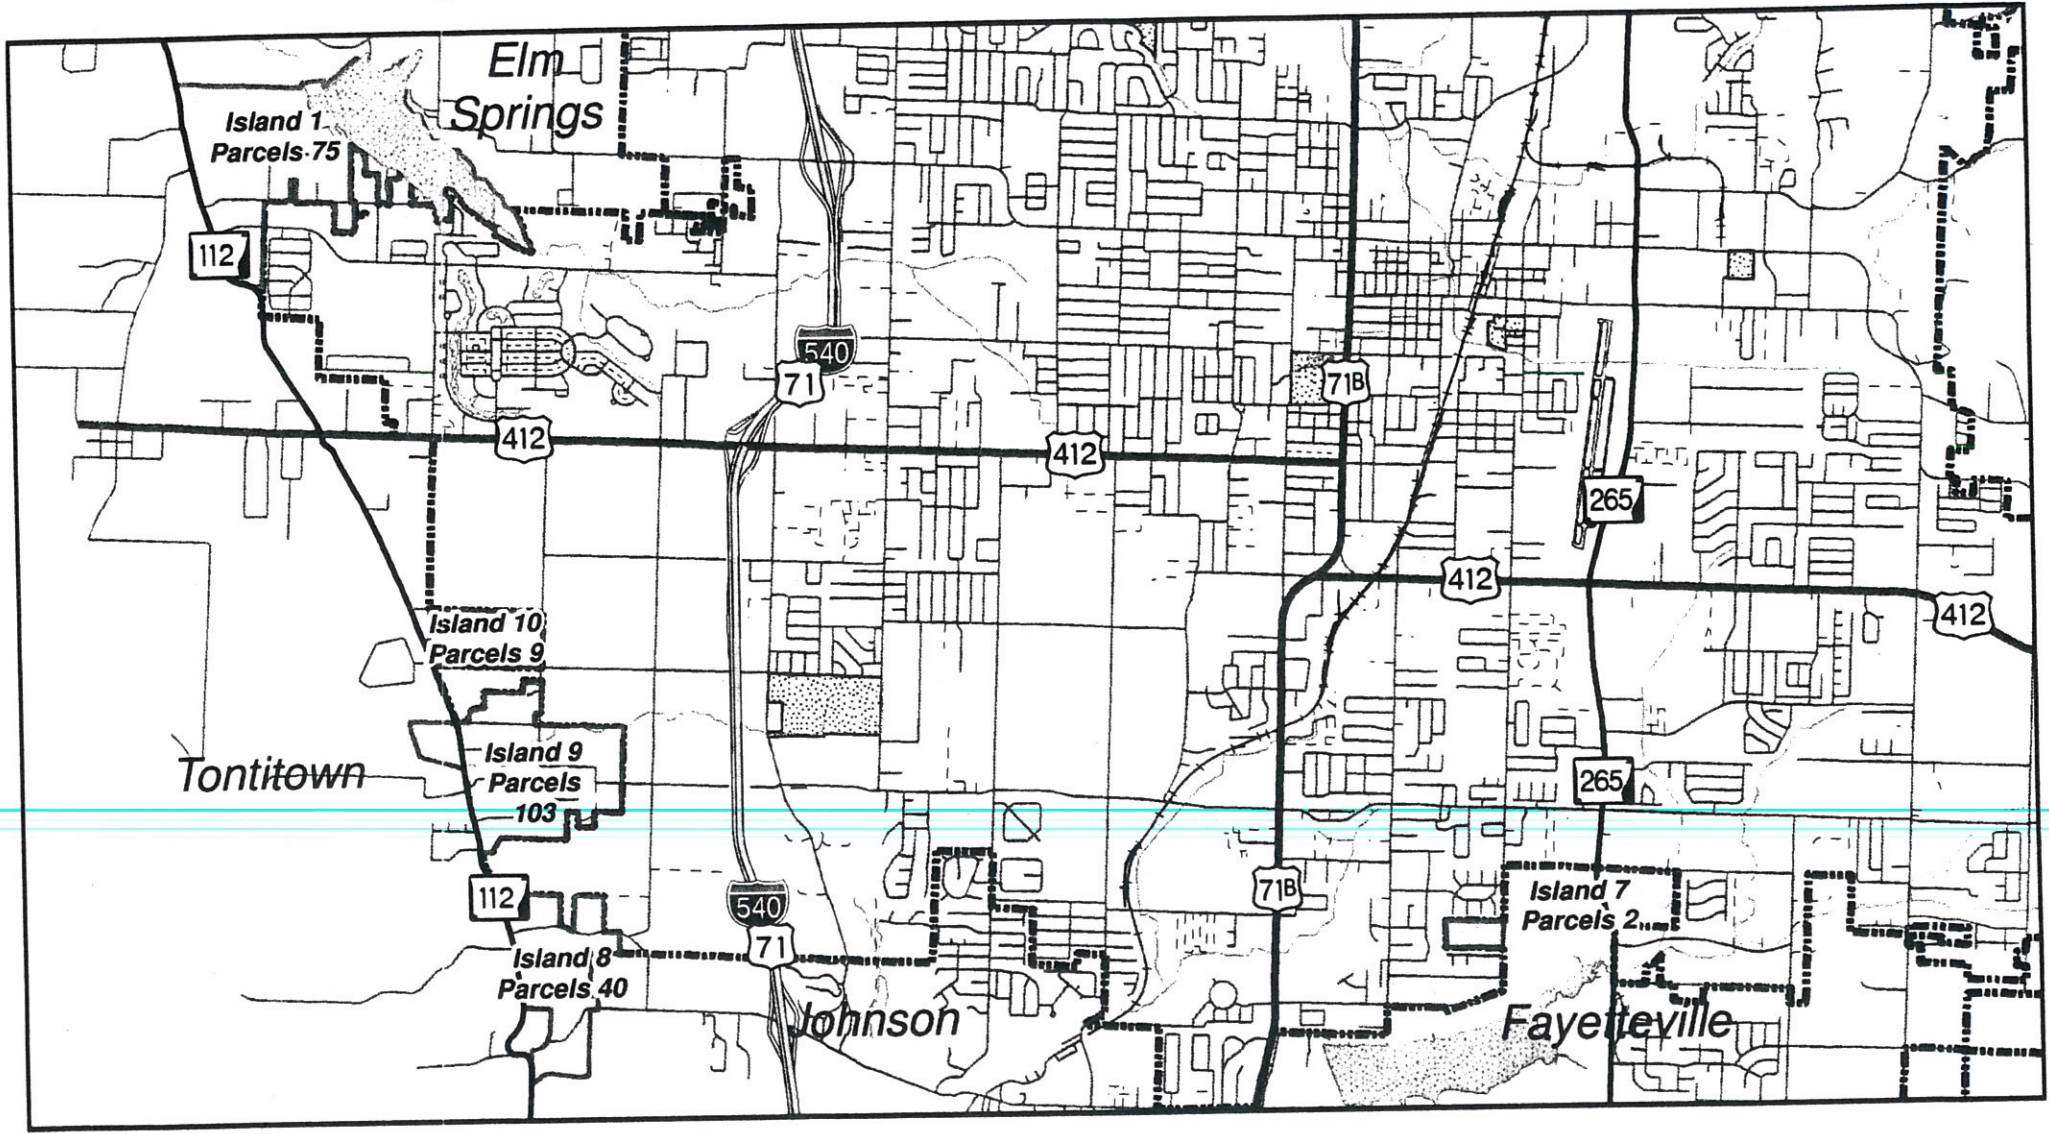 Elm
Springs
Island 1
Parcels 75
112
540
71
71B
412
412
265
412
412
Island 10
Parcels 9
Island 9
Parcels
103
Tontitown
265
112
540
71
71B
Island 7
Parcels 2
Island 8
Parcels 40
Johnson
Fayetteville